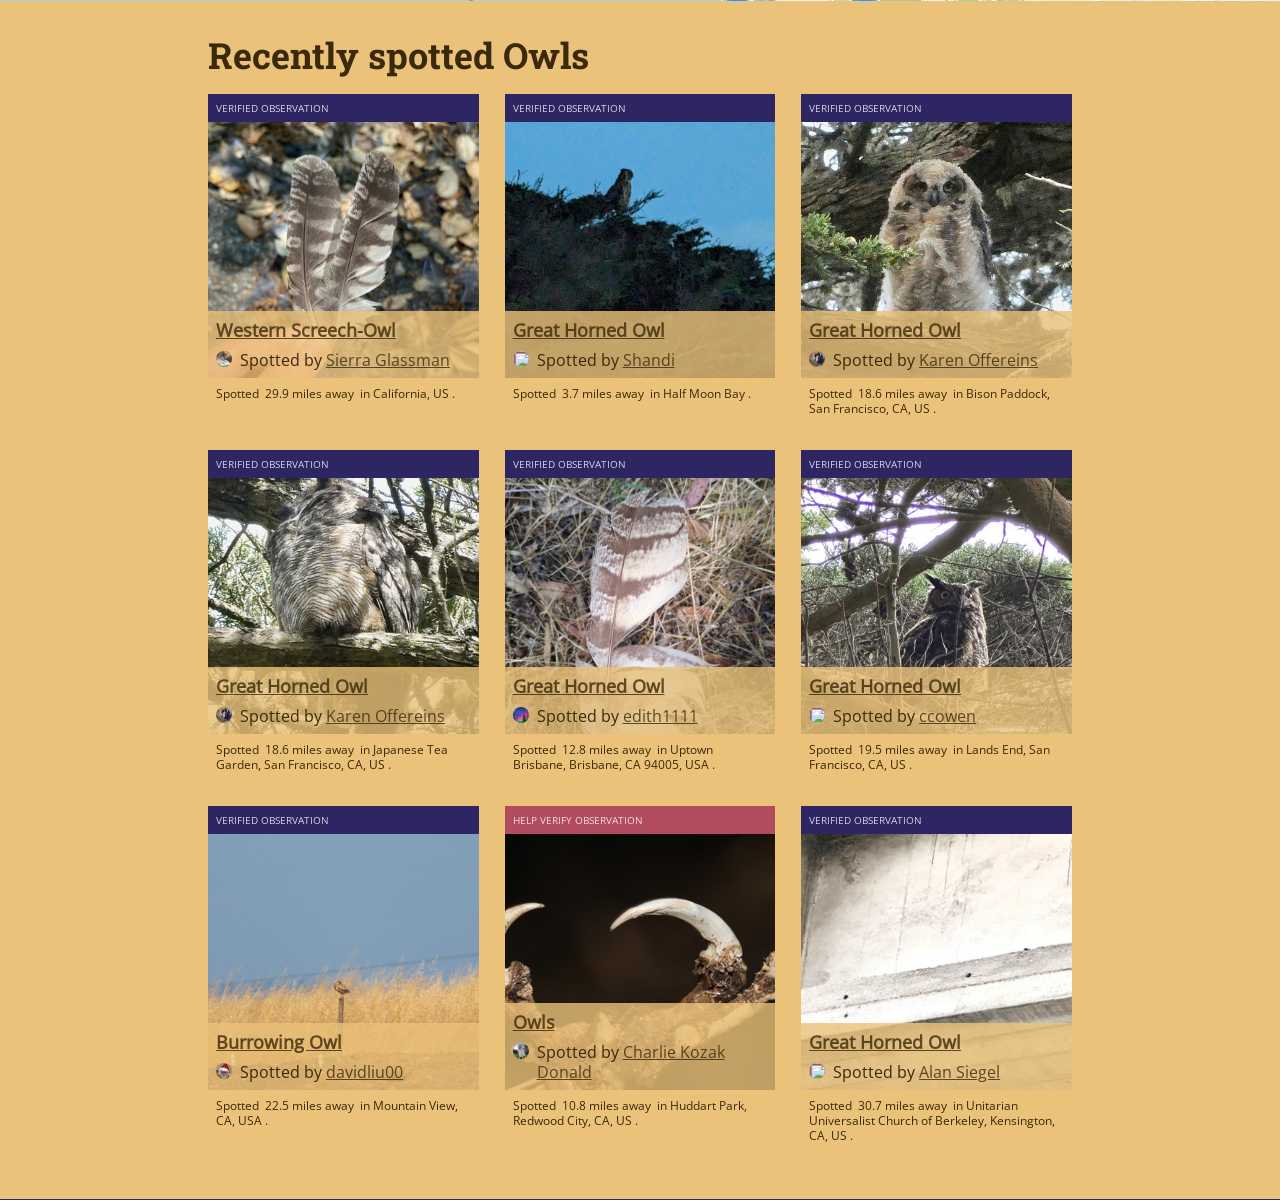 Recently spotted Owls
VERIFIED OBSERVATION
Western Screech-Owl
Spotted by Sierra Glassman
Spotted 29.9 miles away in California, US .
VERIFIED OBSERVATION
Great Horned Owl
Spotted by Shandi
Spotted 3.7 miles away in Half Moon Bay .
VERIFIED OBSERVATION
Great Horned Owl
Spotted by Karen Offereins
Spotted 18.6 miles away in Bison Paddock,
San Francisco, CA, US .
VERIFIED OBSERVATION
Great Horned Owl
Spotted by Karen Offereins
Spotted 18.6 miles away in Japanese Tea
Garden, San Francisco, CA, US .
VERIFIED OBSERVATION
Great Horned Owl
Spotted by edith1111
Spotted 12.8 miles away in Uptown
Brisbane, Brisbane, CA 94005, USA .
VERIFIED OBSERVATION
Great Horned Owl
Spotted by ccowen
Spotted 19.5 miles away in Lands End, San
Francisco, CA, US .
VERIFIED OBSERVATION
Burrowing Owl
Spotted by davidliu00
Spotted 22.5 miles away in Mountain View,
CA, USA .
HELP VERIFY OBSERVATION
Owls
Spotted by Charlie Kozak
Donald
Spotted 10.8 miles away in Huddart Park,
Redwood City, CA, US .
VERIFIED OBSERVATION
Great Horned Owl
Spotted by Alan Siegel
Spotted 30.7 miles away in Unitarian
Universalist Church of Berkeley, Kensington,
CA, US .